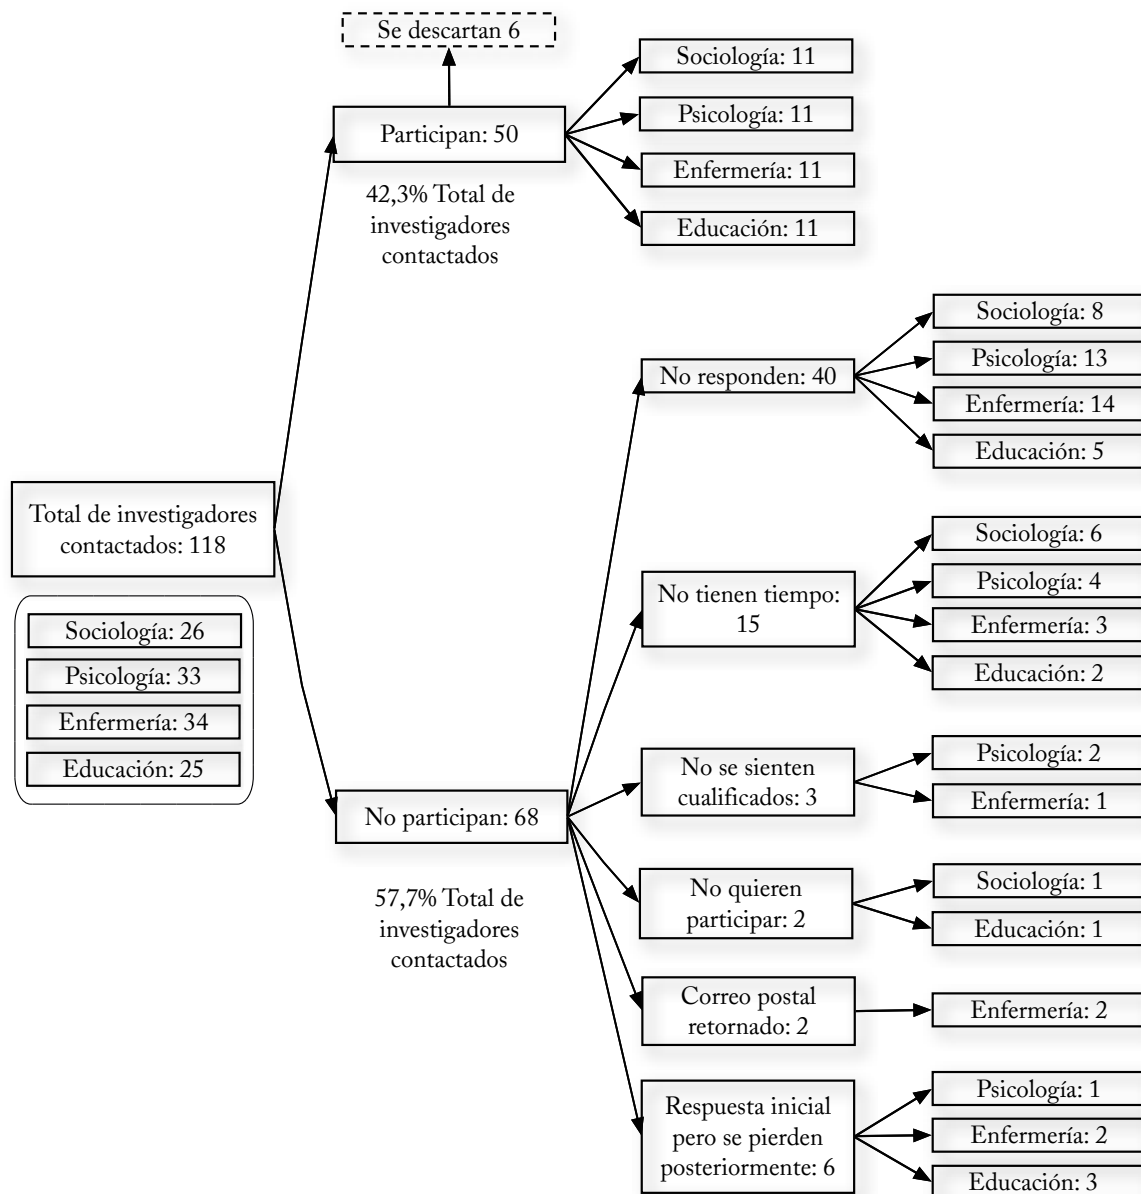 Se descartan 6
Participan: 50
42,3% Total de
investigadores
contactados
Sociología: 11
Psicología: 11
Enfermería: 11
Educación: 11
Total de investigadores
contactados: 118
Sociología: 26
Psicología: 33
Enfermería: 34
Educación: 25
No participan: 68
57,7% Total de
investigadores
contactados
No responden: 40
Sociología: 8
Psicología: 13
Enfermería: 14
Educación: 5
No tienen tiempo:
15
Sociología: 6
Psicología: 4
Enfermería: 3
Educación: 2
No se sienten
cualificados: 3
Psicología: 2
Enfermería: 1
No quieren
participar: 2
Sociología: 1
Educación: 1
Correo postal
retornado: 2
Enfermería: 2
Respuesta inicial
pero se pierden
posteriormente: 6
Psicología: 1
Enfermería: 2
Educación: 3